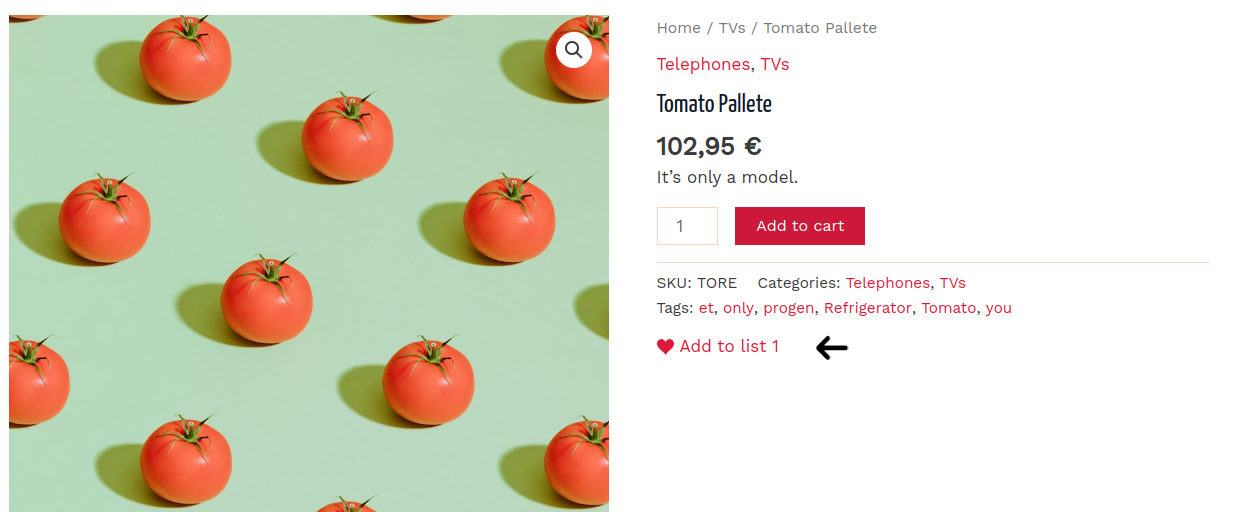 Home / TVs / Tomato Pallete
Telephones, TVs
Tomato Pallete
102,95 €
It’s only a model.
1
Add to cart
SKU: TORE Categories: Telephones, TVs
Tags: et, only, progen, Refrigerator, Tomato, you
Add to list 1